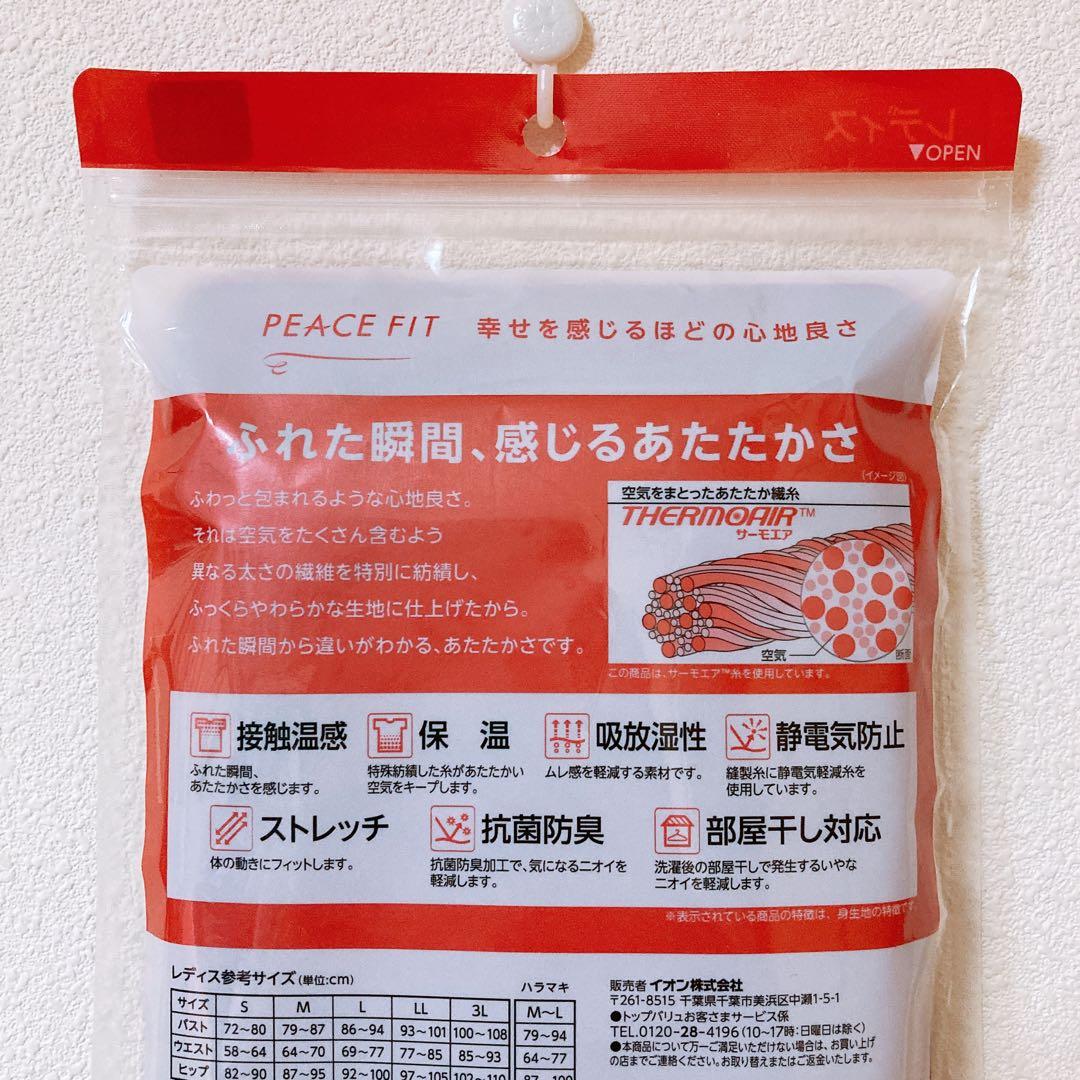 レディス
▼OPEN
PEACE FIT 幸せを感じるほどの心地良さ
ふれた瞬間、感じるあたたかさ
ふわっと包まれるような心地良さ。
それは空気をたくさん含むよう
異なる太さの繊維を特別に紡績し、
ふっくらやわらかな生地に仕上げたから。
ふれた瞬間から違いがわかる、あたたかさです。
(イメージ図)
空気をまとったあたたか繊糸
THERMOAIR™
サーモエア
空気
断面
この商品は、サーモエア™糸を使用しています。
接触温感
ふれた瞬間、
あたたかさを感じます。
保 温
特殊紡績した糸があたたかい
空気をキープします。
吸放湿性
ムレ感を軽減する素材です。
静電気防止
縫製糸に静電気軽減糸を
使用しています。
ストレッチ
体の動きにフィットします。
抗菌防臭
抗菌防臭加工で、気になるニオイを
軽減します。
部屋干し対応
洗濯後の部屋干しで発生するいやな
ニオイを軽減します。
※表示されている商品の特徴は、身生地の特徴で
レディス参考サイズ(単位:cm)
サイズ S M L LL 3L
バスト 72〜80 79〜87 86〜94 93〜101 100〜108
ウエスト 58〜64 64〜70 69〜77 77〜85 85〜93
ヒップ 82〜90 87〜95 92〜100 97〜105 102〜110
ハラマキ
M〜L
79〜94
64〜77
87〜100
販売者 イオン株式会社
〒261-8515 千葉県千葉市美浜区中瀬1-5-1
●トップバリュお客さまサービス係
TEL.0120-28-4196(10〜17時:日曜日は除く)
●本商品について万一ご満足いただけない場合は、お買い上げ
の店までご連絡ください。お取り替えまたはご返金いたします。